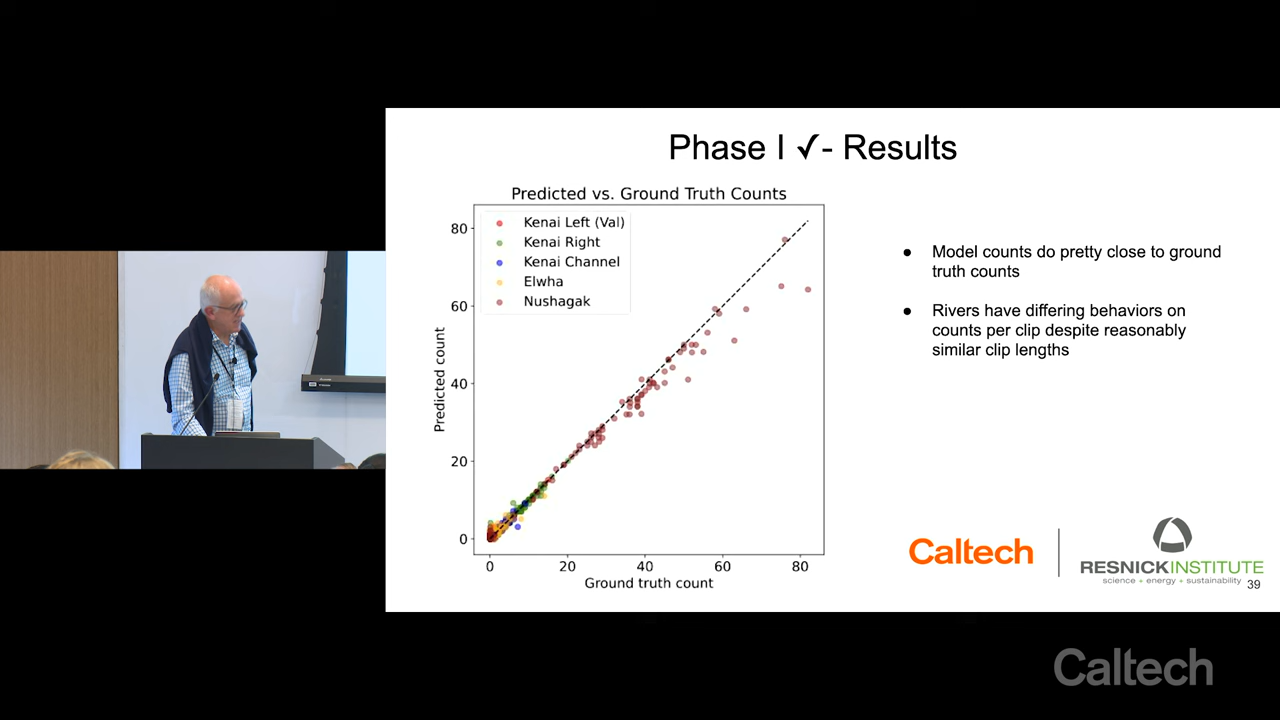 Phase I ✓- Results
Predicted vs. Ground Truth Counts
Kenai Left (Val)
Kenai Right
Kenai Channel
Elwha
Nushagak
80
60
40
20
0
Predicted count
0
20
40
60
80
Ground truth count
● Model counts do pretty close to ground
truth counts
● Rivers have differing behaviors on
counts per clip despite reasonably
similar clip lengths
Caltech
RESNICKINSTITUTE
science + energy + sustainability
39
Caltech